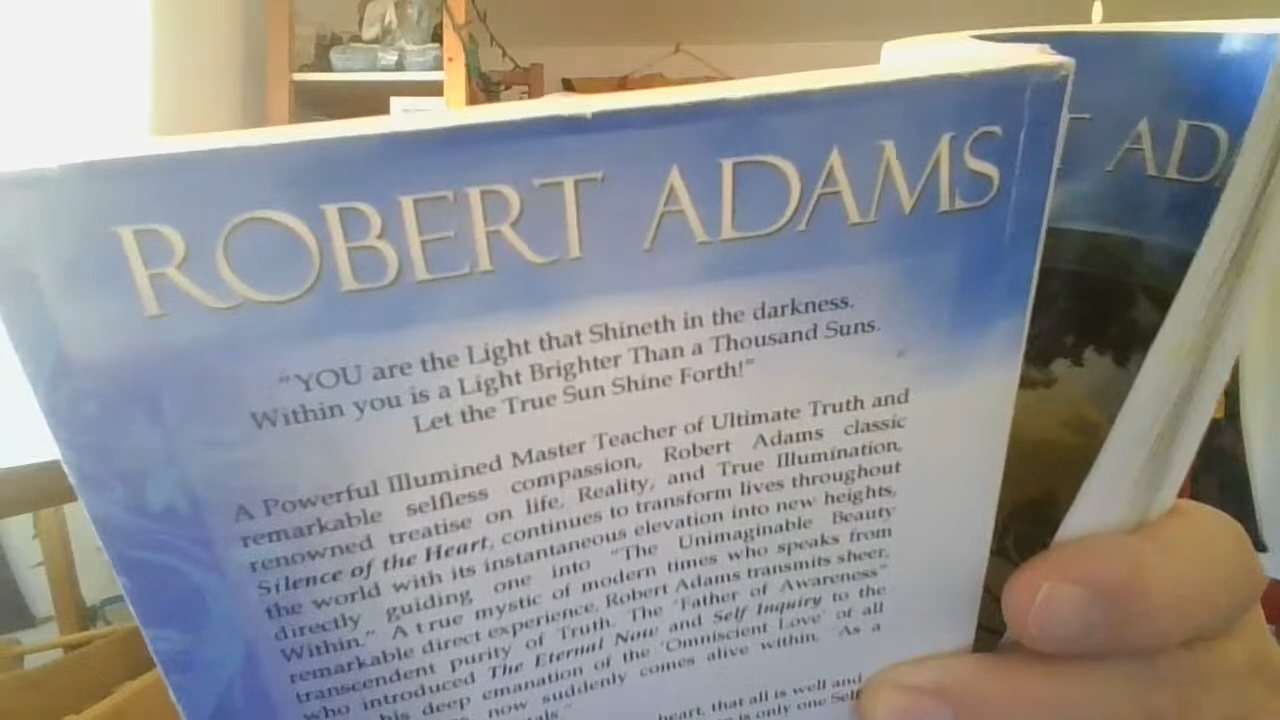 ROBERT ADAMS
"YOU are the Light that Shineth in the darkness.
Within you is a Light Brighter Than a Thousand Suns.
Let the True Sun Shine Forth!"
A Powerful Illumined Master Teacher of Ultimate Truth and
remarkable selfless compassion, Robert Adams classic
renowned treatise on life, Reality, and True Illumination,
Silence of the Heart, continues to transform lives throughout
the world with its instantaneous elevation into new heights,
directly guiding one into "The Unimaginable Beauty
Within." A true mystic of modern times who speaks from
remarkable direct experience, Robert Adams transmits sheer,
transcendent purity of Truth. The 'Father of Awareness"
who introduced The Eternal Now and Self Inquiry to the
his deep emanation of the 'Omniscient Love' of all
now suddenly comes alive within. As a
heart, that all is well and
is only one Self
T AD